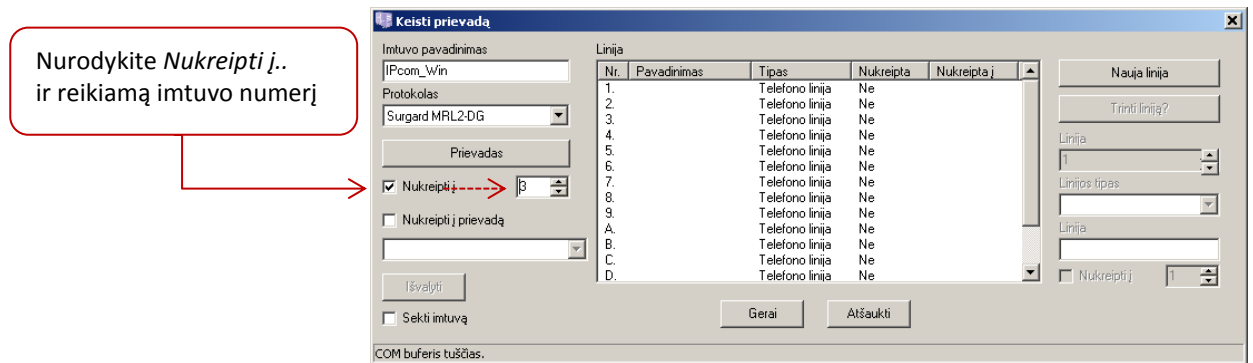 Nurodykite Nukreipti į..
ir reikiamą imtuvo numerį
Keisti prievadą
Imtuvo pavadinimas
IPcom_Win
Protokolas
Surgard MRL2-DG
Prievadas
Nukreipti į
3
Nukreipti į prievadą
Išvalyti
Sekti imtuvą
Linija
Nr. Pavadinimas Tipas Nukreipta Nukreipta į
1. Telefono linija Ne
2. Telefono linija Ne
3. Telefono linija Ne
4. Telefono linija Ne
5. Telefono linija Ne
6. Telefono linija Ne
7. Telefono linija Ne
8. Telefono linija Ne
9. Telefono linija Ne
A. Telefono linija Ne
B. Telefono linija Ne
C. Telefono linija Ne
D. Telefono linija Ne
Gerai
Atšaukti
Nauja linija
Trinti liniją?
Linija
1
Linijos tipas
Linija
Nukreipti į
1
COM buferis tuščias.